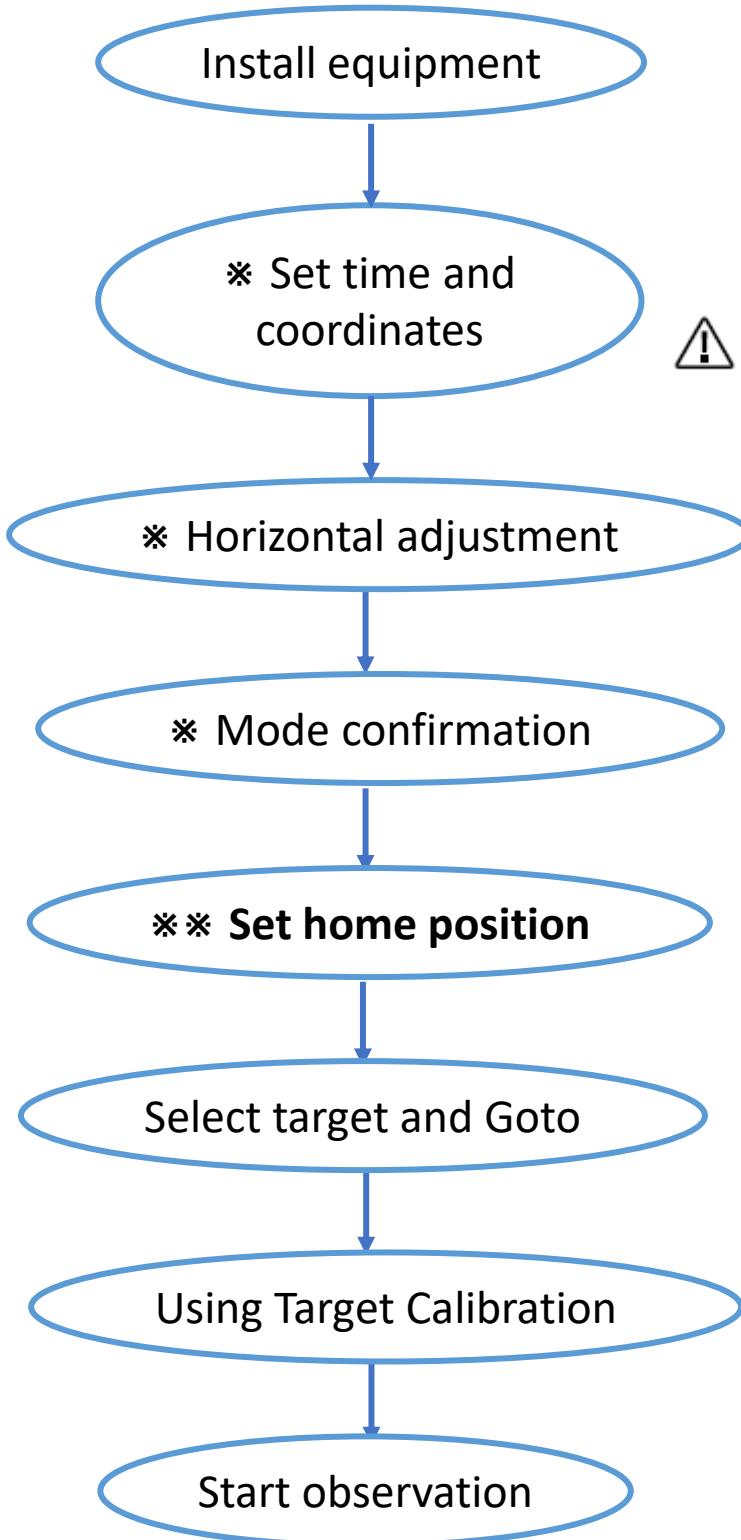 Install equipment
※ Set time and
coordinates
※ Horizontal adjustment
※ Mode confirmation
※※ Set home position
Select target and Goto
Using Target Calibration
Start observation